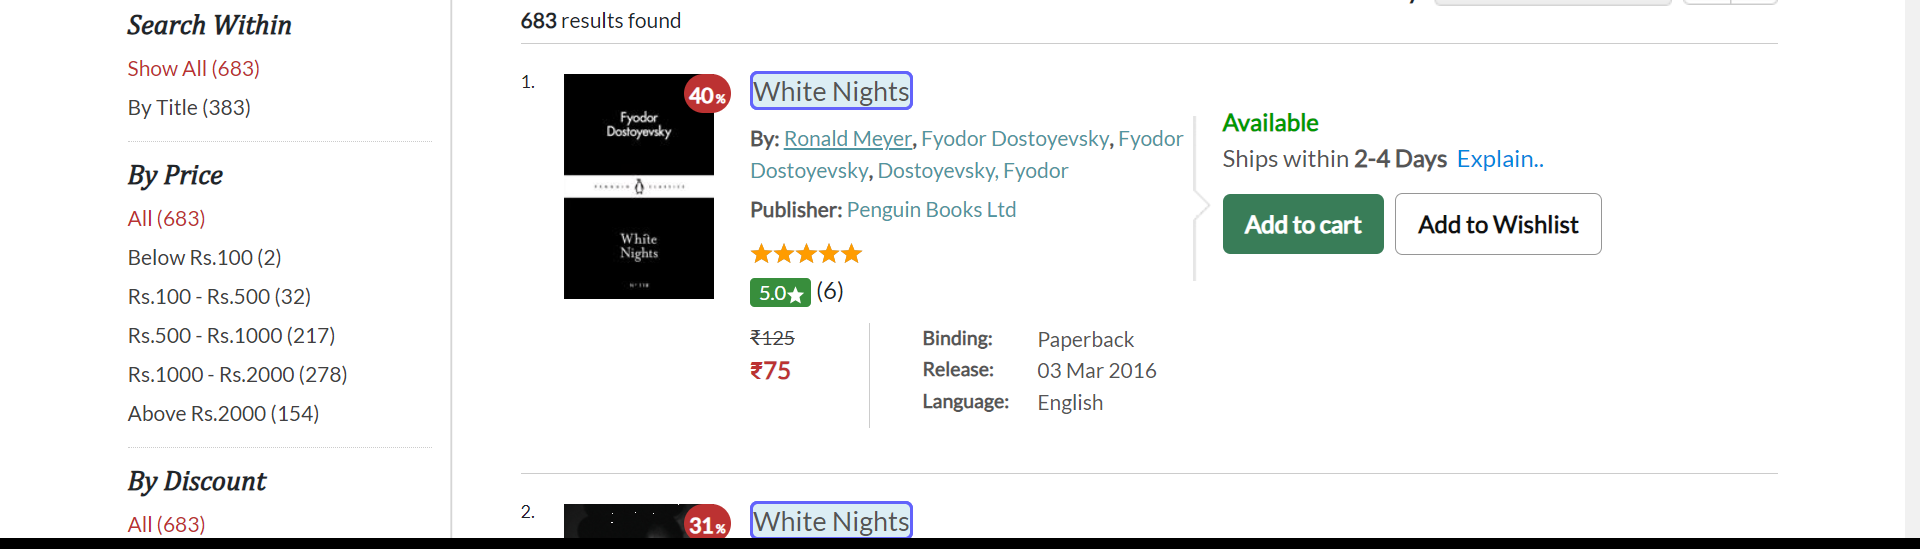 Search Within
Show All (683)
By Title (383)
By Price
All (683)
Below Rs.100 (2)
Rs.100 - Rs.500 (32)
Rs.500 - Rs.1000 (217)
Rs.1000 - Rs.2000 (278)
Above Rs.2000 (154)
By Discount
All (683)
683 results found
1.
40%
Fyodor
Dostoyevsky
PENGUIN CLASSICS
White
Nights
White Nights
By: Ronald Meyer, Fyodor Dostoyevsky, Fyodor
Dostoyevsky, Dostoyevsky, Fyodor
Publisher: Penguin Books Ltd
5.0 (6)
₹125
₹75
Binding: Paperback
Release: 03 Mar 2016
Language: English
Available
Ships within 2-4 Days Explain..
Add to cart
Add to Wishlist
2.
31%
White Nights